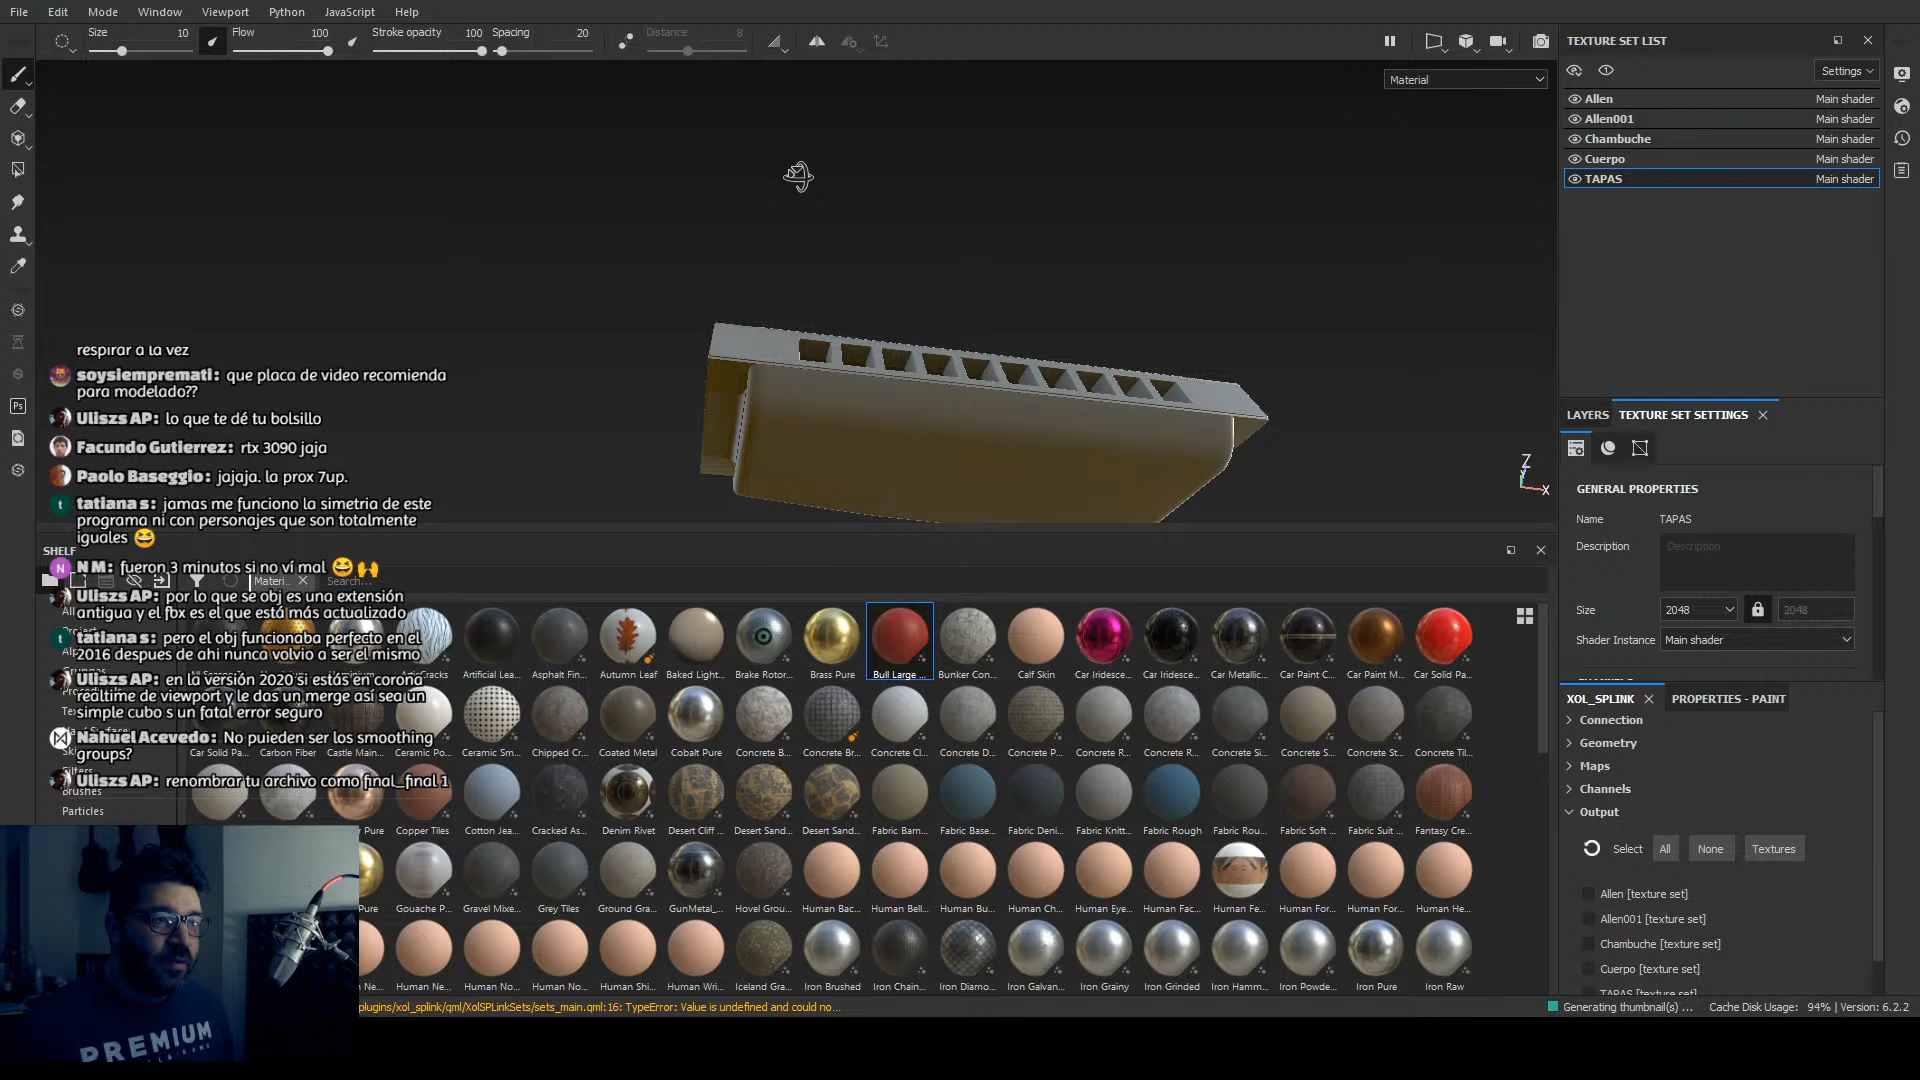 File Edit Mode Window Viewport Python JavaScript Help
Size 10 Flow 100 Stroke opacity 100 Spacing 20 Distance 8
Material
TEXTURE SET LIST
Settings
Allen Main shader
Allen001 Main shader
Chambuche Main shader
Cuerpo Main shader
TAPAS Main shader
respirar a la vez
soysiempremati: que placa de video recomienda
para modelado??
Uliszs AP: lo que te dé tu bolsillo
Facundo Gutierrez: rtx 3090 jaja
Paolo Baseggio: jajaja. la prox 7up.
tatiana s: jamas me funciono la simetria de este
programa ni con personajes que son totalmente
iguales
N M: fueron 3 minutos si no ví mal
Uliszs AP: por lo que se obj es una extensión
antigua y el fbx es el que está más actualizado
tatiana s: pero el obj funcionaba perfecto en el
2016 despues de ahi nunca volvio a ser el mismo
Uliszs AP: en la versión 2020 si estás en corona
realtime de viewport y le das un merge así sea un
simple cubo s un fatal error seguro
Nahuel Acevedo: No pueden ser los smoothing
groups?
Uliszs AP: renombrar tu archivo como final_final 1
Z
X
SHELF
Materi... Search...
Brushes
Particles
Artificial Lea... Asphalt Fin... Autumn Leaf Baked Light... Brake Rotor... Brass Pure Bull Large ... Bunker Con... Calf Skin Car Iridesce... Car Iridesce... Car Metallic... Car Paint C... Car Paint M... Car Solid Pa...
Car Solid Pa... Carbon Fiber Castle Main... Ceramic Po... Ceramic Sm... Chipped Cr... Coated Metal Cobalt Pure Concrete B... Concrete Br... Concrete Cl... Concrete D... Concrete P... Concrete R... Concrete R... Concrete Si... Concrete S... Concrete St... Concrete Til...
Pure Copper Tiles Cotton Jea... Cracked As... Denim Rivet Desert Cliff ... Desert Sand... Desert Sand... Fabric Bam... Fabric Base... Fabric Deni... Fabric Knitt... Fabric Rough Fabric Rou... Fabric Soft ... Fabric Suit ... Fantasy Cre...
Pure Gouache P... Gravel Mixe... Grey Tiles Ground Gra... GunMetal_... Hovel Grou... Human Bac... Human Bell... Human Bu... Human Ch... Human Eye... Human Fac... Human Fe... Human For... Human For... Human He...
Ne... Human Ne... Human No... Human No... Human Shi... Human Wri... Iceland Gra... Iron Brushed Iron Chain... Iron Diamo... Iron Galvan... Iron Grainy Iron Grinded Iron Hamm... Iron Powde... Iron Pure Iron Raw
LAYERS TEXTURE SET SETTINGS
GENERAL PROPERTIES
Name TAPAS
Description Description
Size 2048 2048
Shader Instance Main shader
XOL_SPLINK PROPERTIES - PAINT
Connection
Geometry
Maps
Channels
Output
Select All None Textures
Allen [texture set]
Allen001 [texture set]
Chambuche [texture set]
Cuerpo [texture set]
TAPAS [texture set]
plugins/xol_splink/qml/XolSPLinkSets/sets_main.qml:16: TypeError: Value is undefined and could no...
Generating thumbnail(s) ... Cache Disk Usage: 94% | Version: 6.2.2
PREMIUM